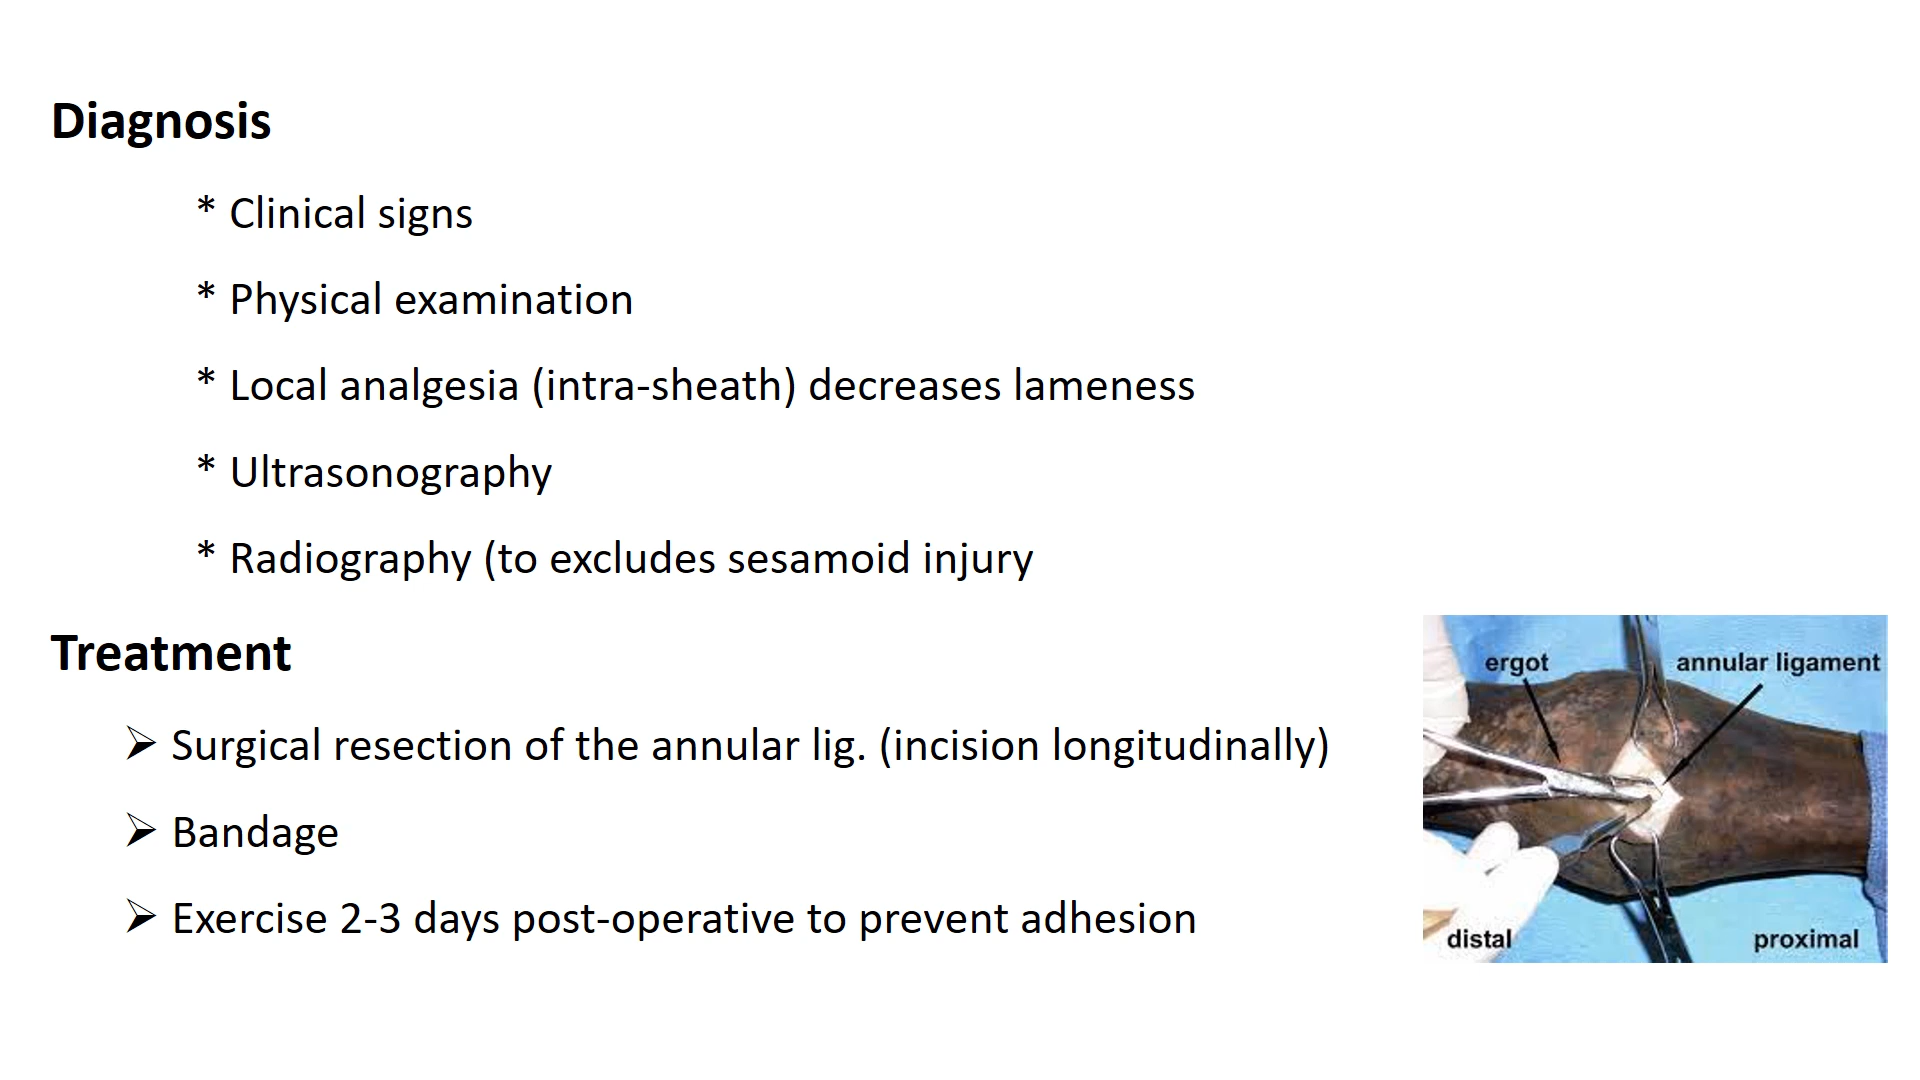 Diagnosis
* Clinical signs
* Physical examination
* Local analgesia (intra-sheath) decreases lameness
* Ultrasonography
* Radiography (to excludes sesamoid injury
Treatment
➢ Surgical resection of the annular lig. (incision longitudinally)
➢ Bandage
➢ Exercise 2-3 days post-operative to prevent adhesion
ergot
annular ligament
distal
proximal